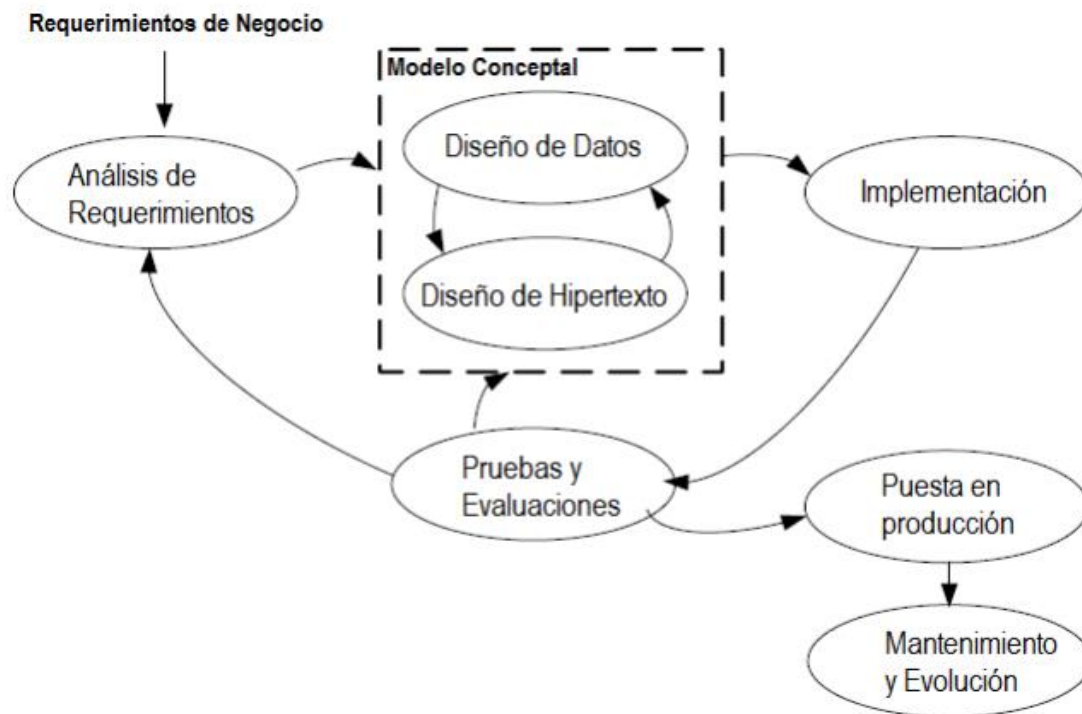 Requerimientos de Negocio
Modelo Conceptal
Diseño de Datos
Análisis de
Requerimientos
Implementación
Diseño de Hipertexto
Pruebas y
Evaluaciones
Puesta en
producción
Mantenimiento
y Evolución